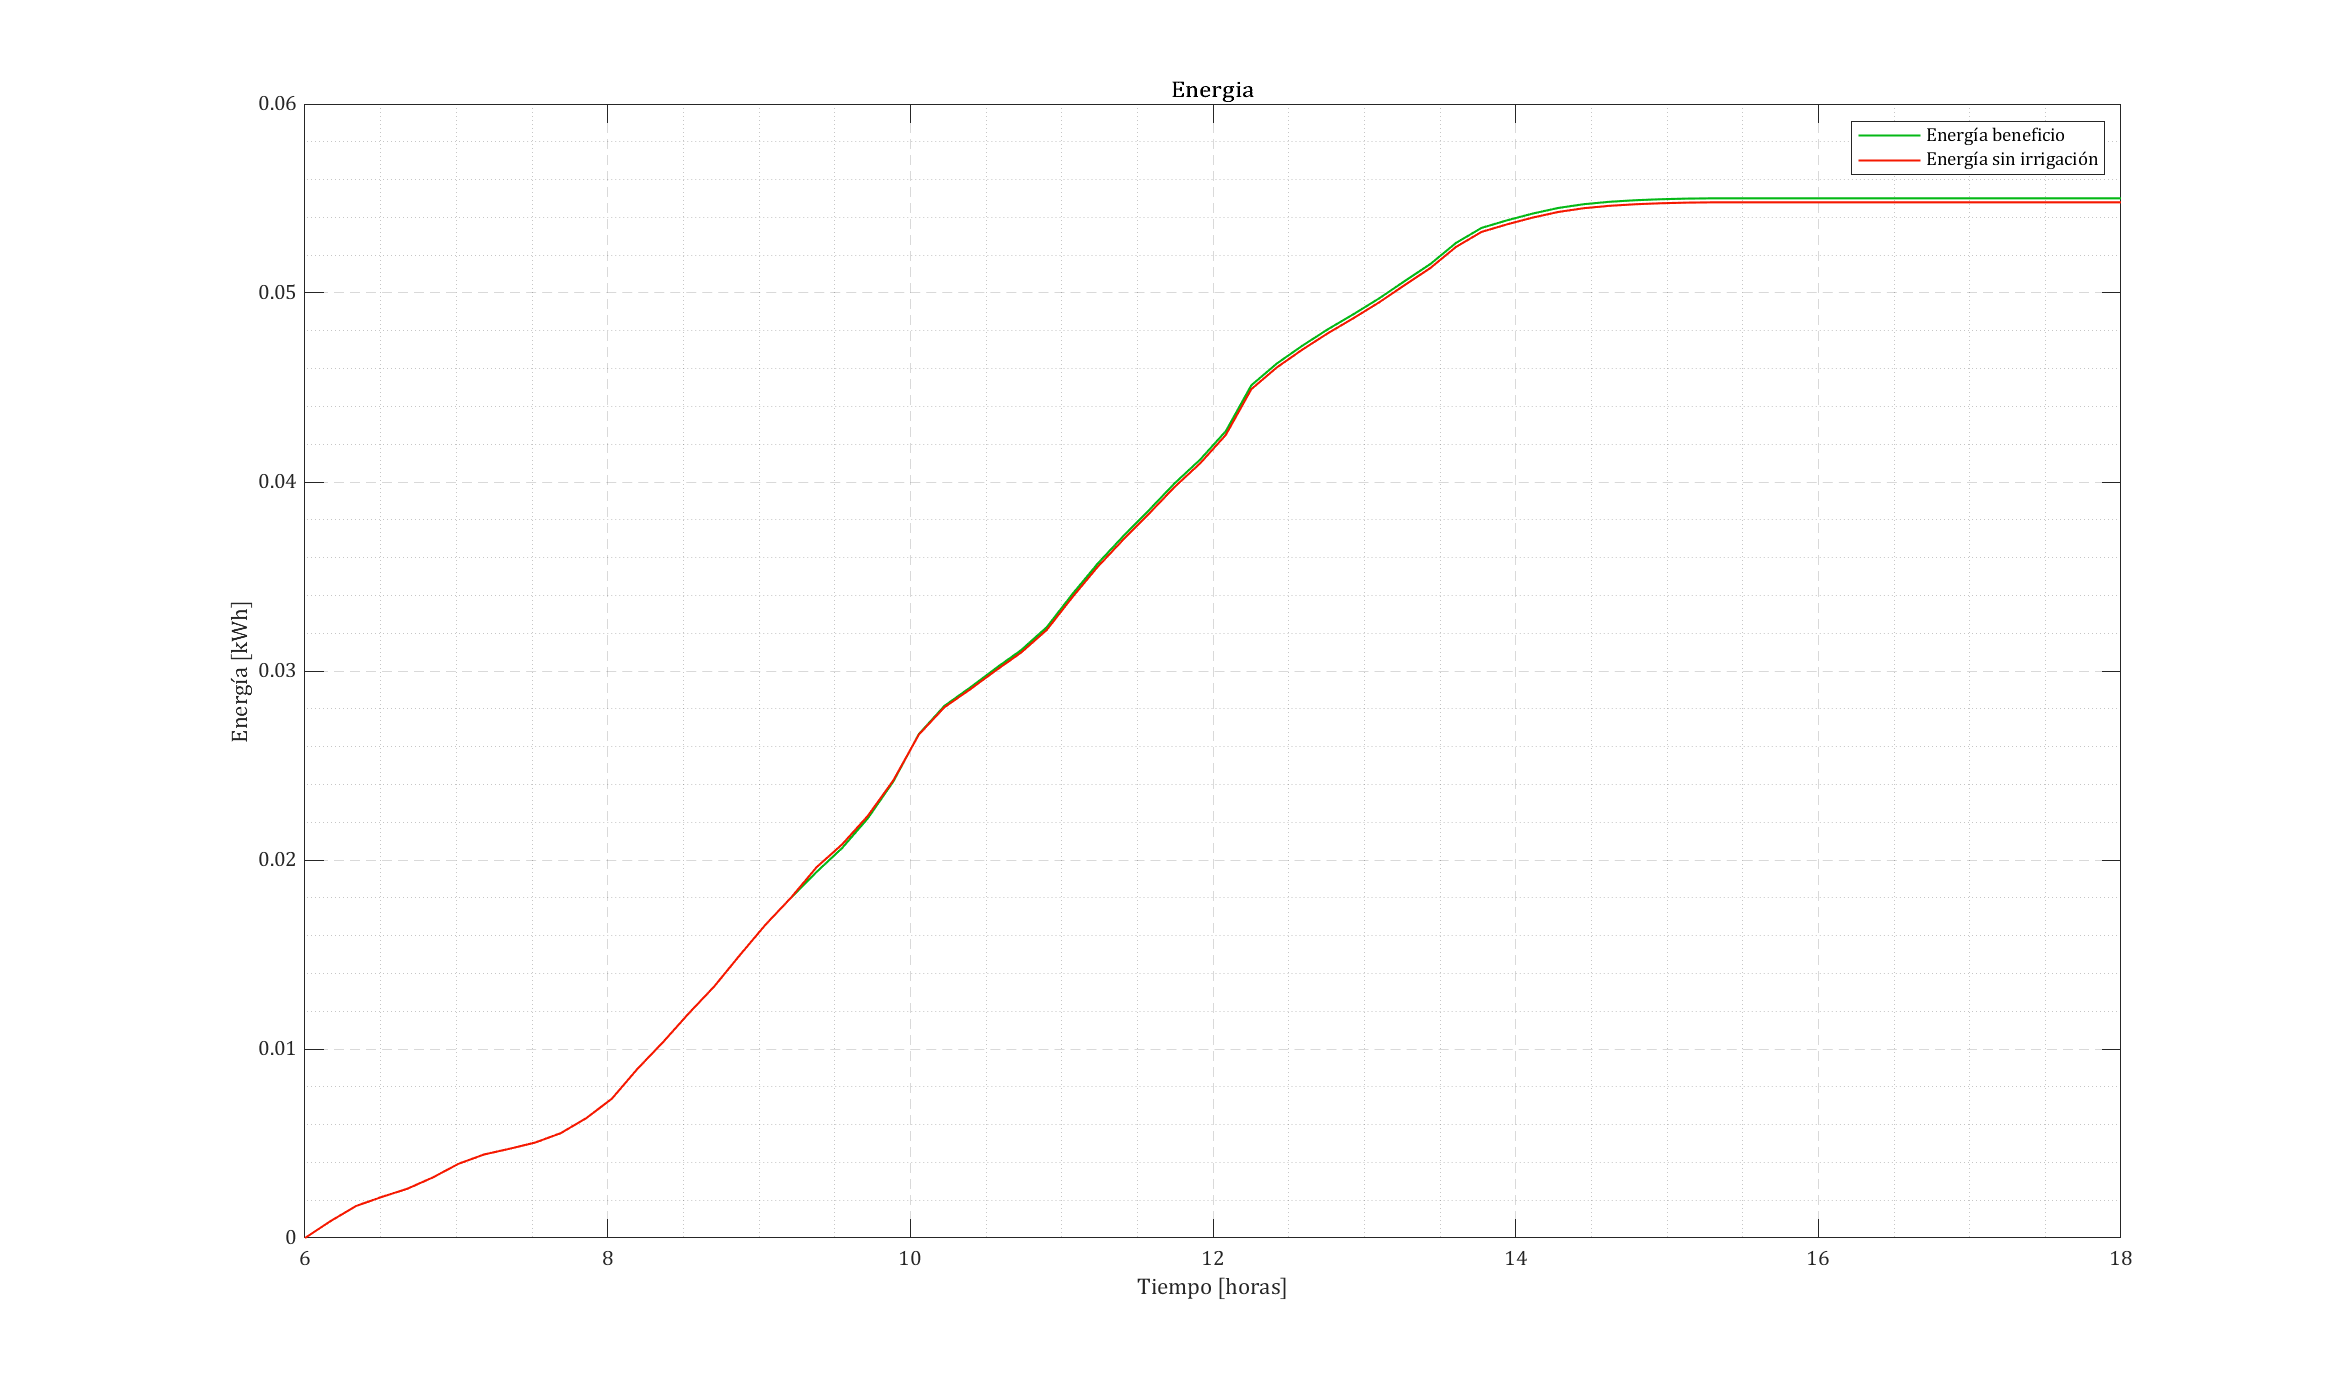 Energia
0.06
0.05
0.04
0.03
0.02
0.01
0
Energía [kWh]
Energía beneficio
Energía sin irrigación
6 8 10 12 14 16 18
Tiempo [horas]